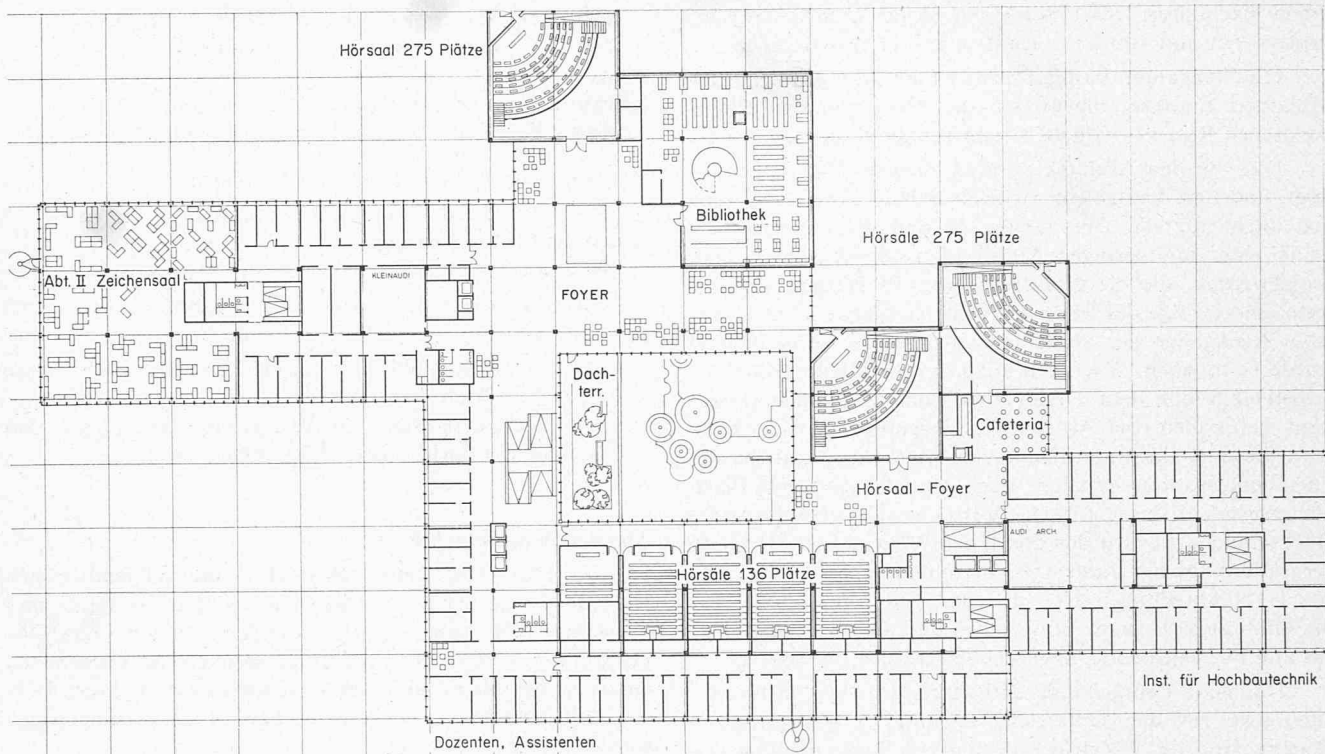 Hörsaal 275 Plätze
Bibliothek
Hörsäle 275 Plätze
Abt. II Zeichensaal
KLEINAUDI
FOYER
Dach-
terr.
Cafeteria
Hörsaal - Foyer
AUDI ARCH.
Hörsäle 136 Plätze
Inst. für Hochbautechnik
Dozenten, Assistenten